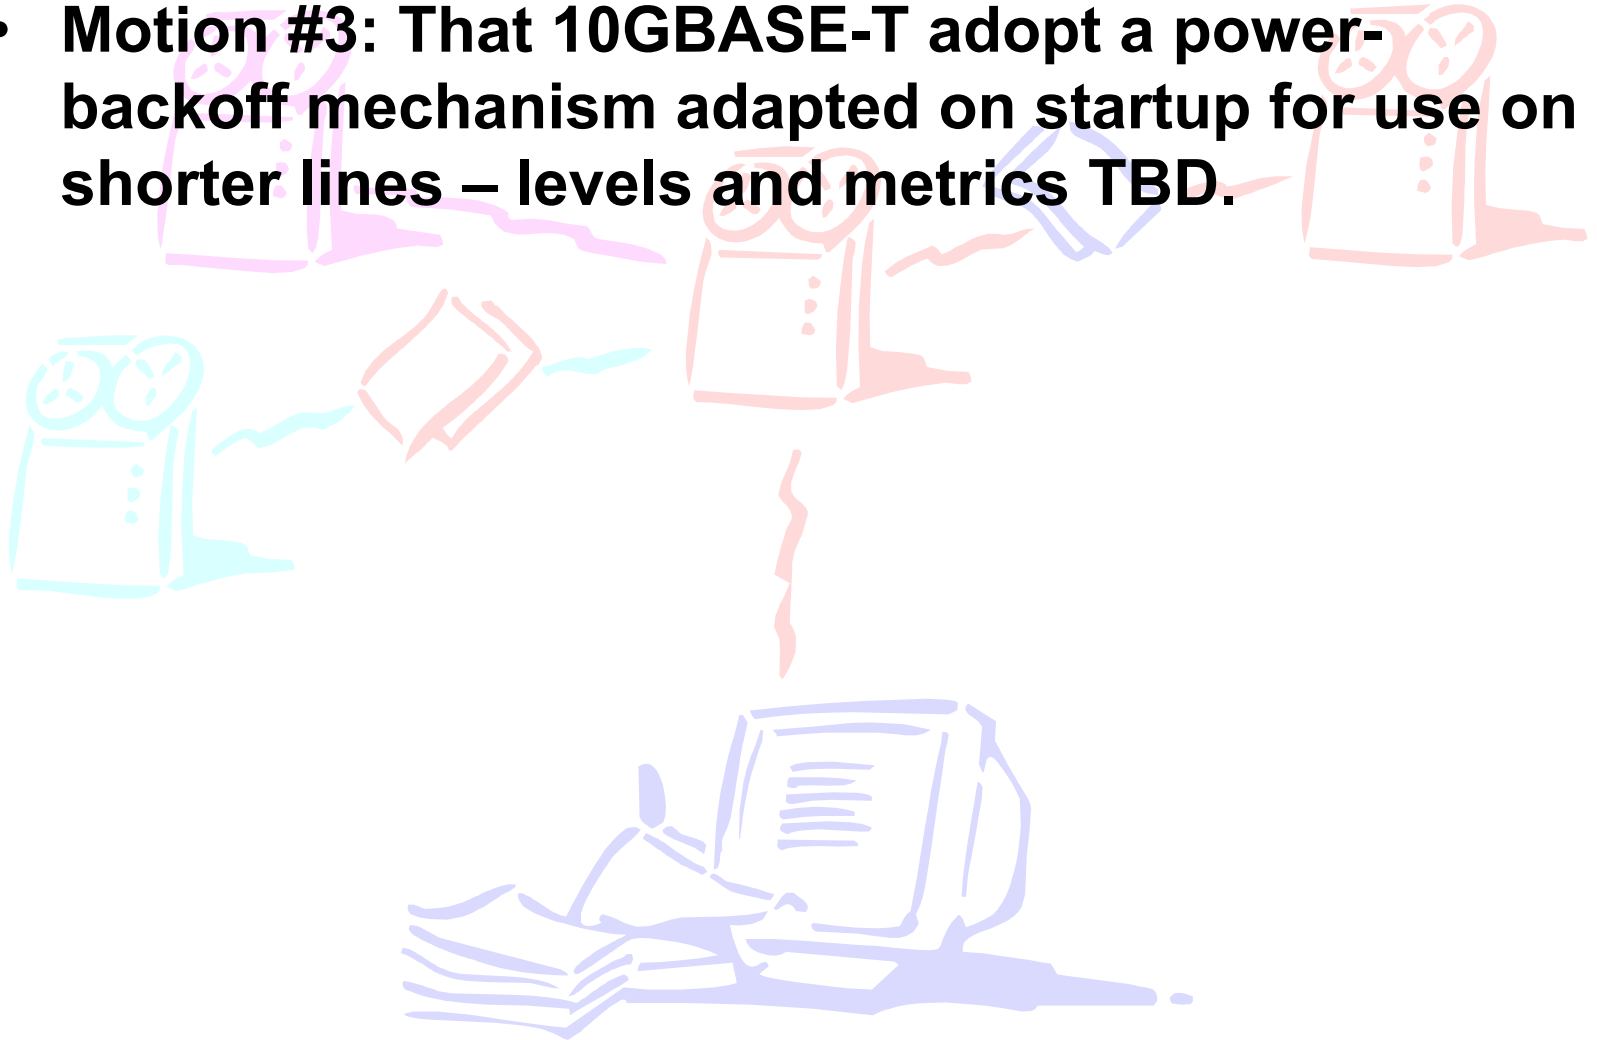 • Motion #3: That 10GBASE-T adopt a power-
backoff mechanism adapted on startup for use on
shorter lines – levels and metrics TBD.